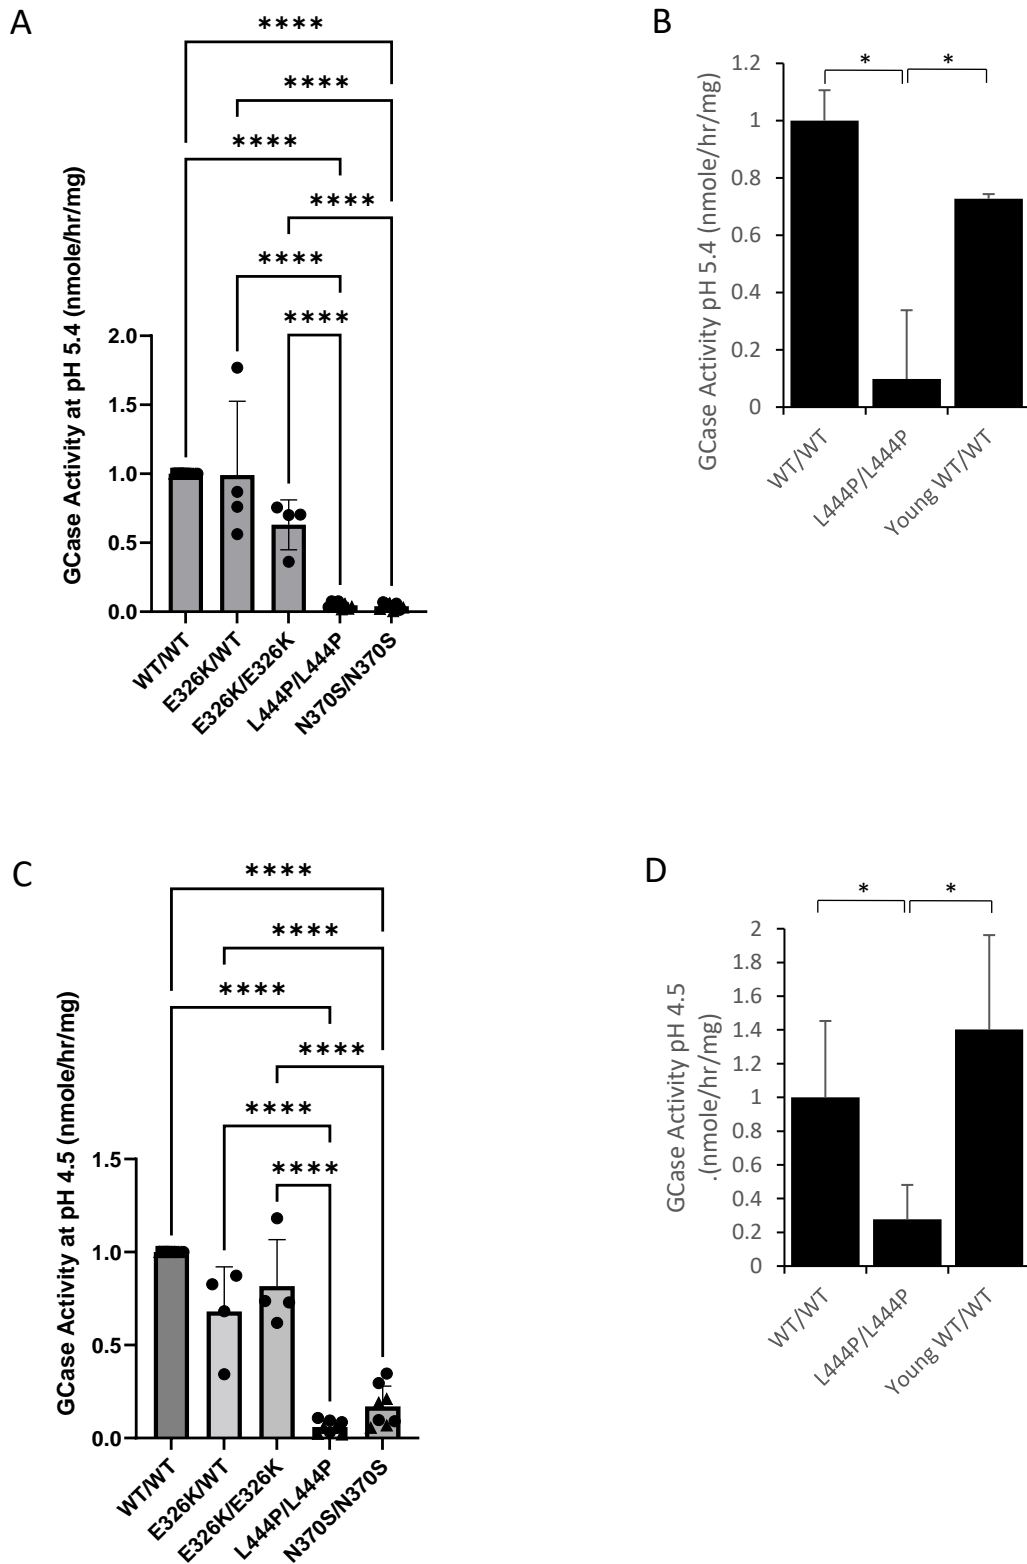 A
****
****
****
****
****
****
GCase Activity at pH 5.4 (nmole/hr/mg)
2.0
1.5
1.0
0.5
0.0
WT/WT
E326K/WT
E326K/E326K
L444P/L444P
N370S/N370S
B
* *
GCase Activity pH 5.4 (nmole/hr/mg)
1.2
1
0.8
0.6
0.4
0.2
0
WT/WT
L444P/L444P
Young WT/WT
C
****
****
****
****
****
****
GCase Activity at pH 4.5 (nmole/hr/mg)
1.5
1.0
0.5
0.0
WT/WT
E326K/WT
E326K/E326K
L444P/L444P
N370S/N370S
D
* *
GCase Activity pH 4.5
.(nmole/hr/mg)
2
1.8
1.6
1.4
1.2
1
0.8
0.6
0.4
0.2
0
WT/WT
L444P/L444P
Young WT/WT